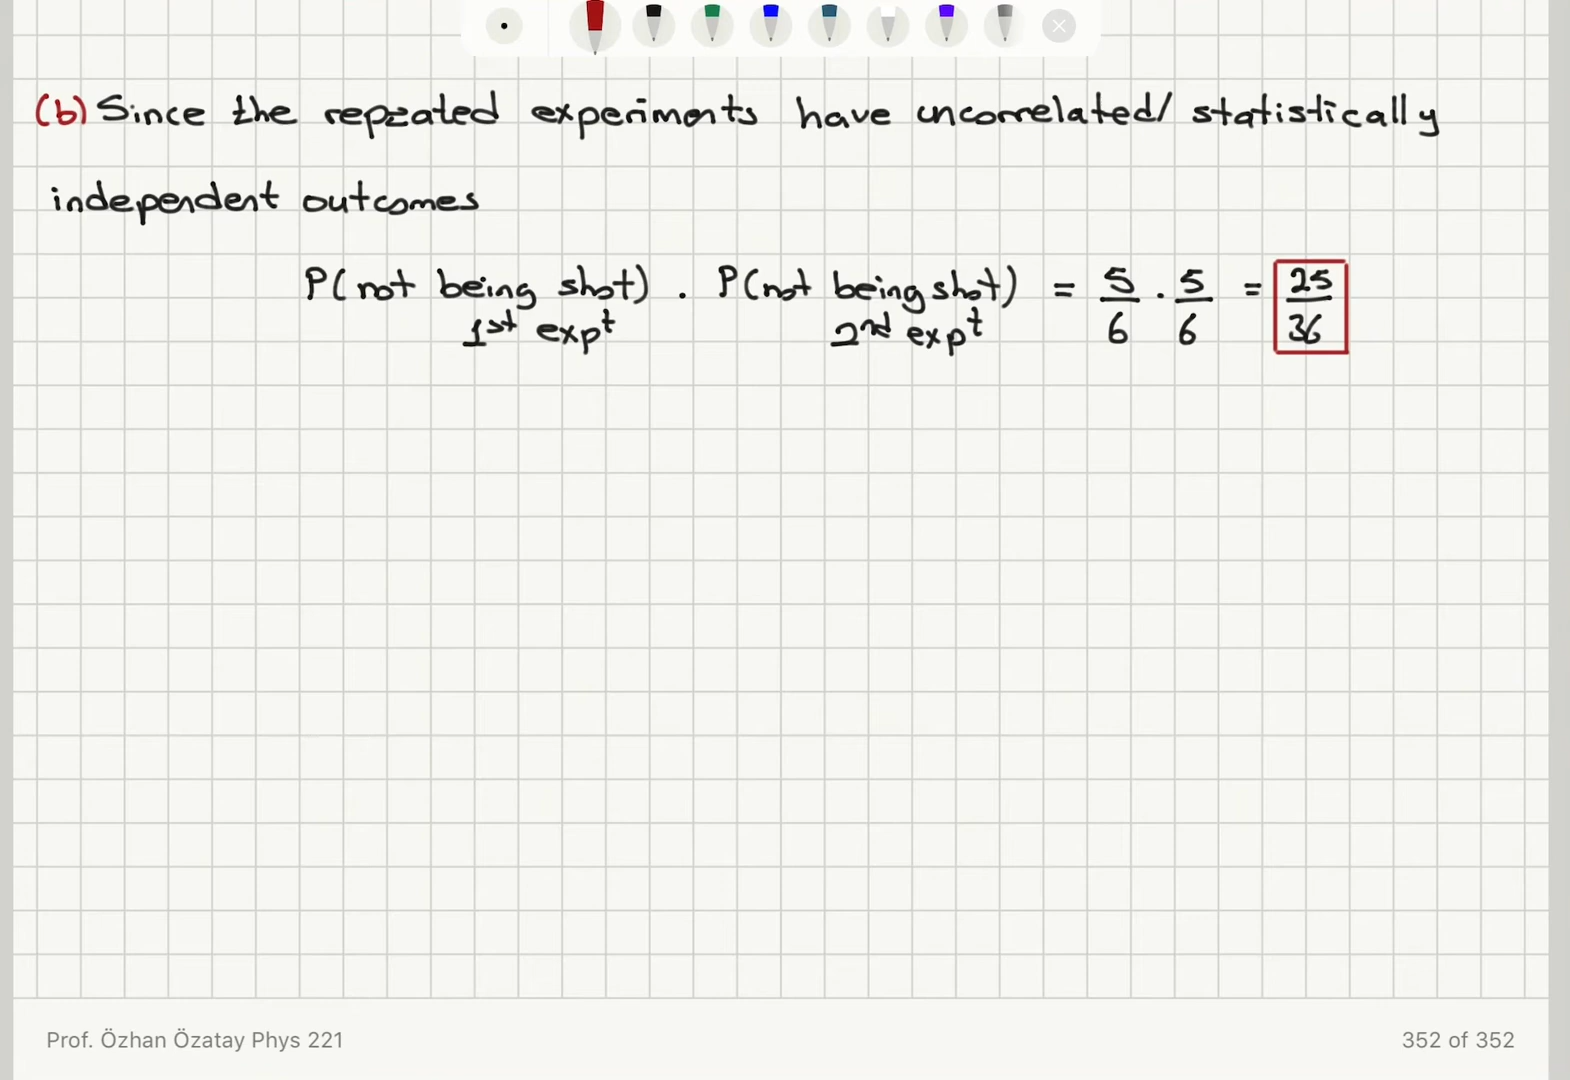 (b) Since the repeated experiments have uncorrelated/ statistically
independent outcomes
P(not being shot) . P(not being shot) = 5/6 . 5/6 = 25/36
1st expt 2nd expt
Prof. Özhan Özatay Phys 221
352 of 352